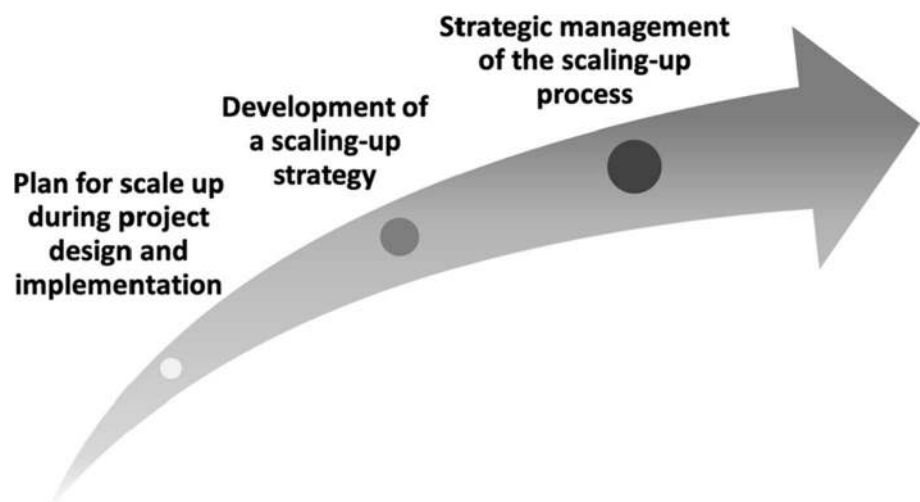 Plan for scale up
during project
design and
implementation
Development of
a scaling-up
strategy
Strategic management
of the scaling-up
process